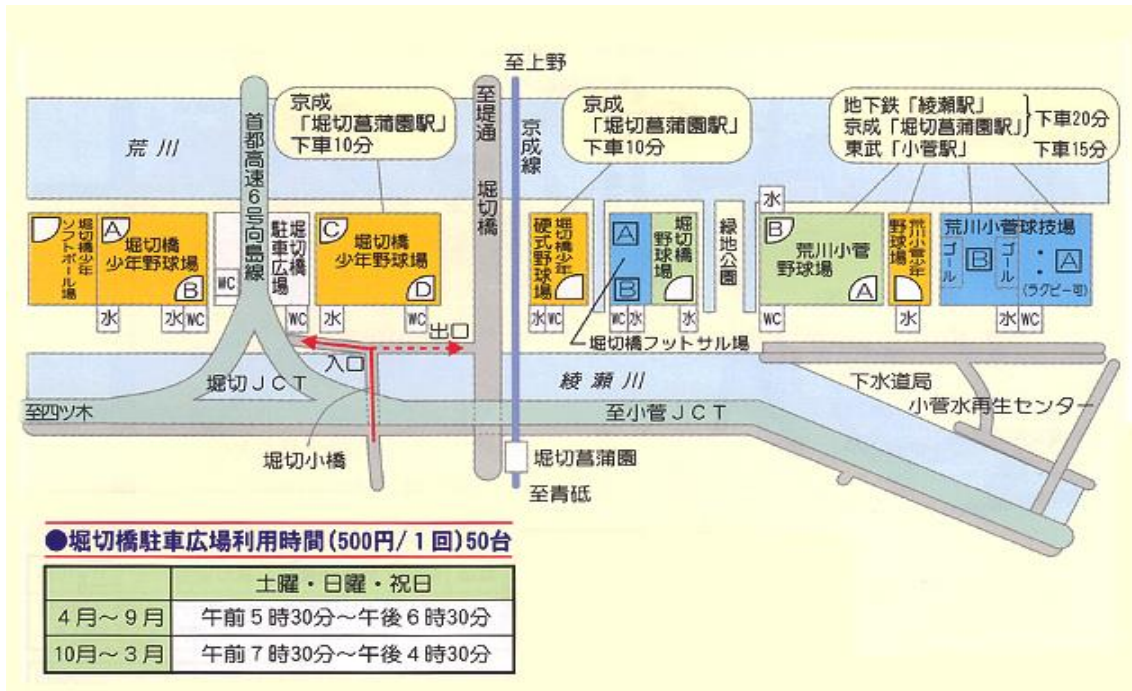 至上野
京成
「堀切菖蒲園駅」
下車10分
京成
「堀切菖蒲園駅」
下車10分
地下鉄「綾瀬駅」
京成「堀切菖蒲園駅」
下車20分
東武「小菅駅」
下車15分
荒川
首都高速6号向島線
至堤通
堀切橋
京成線
堀切橋少年
ソフトボール場
A
堀切橋
少年野球場
B
WC
堀切橋
駐車広場
C
堀切橋
少年野球場
D
堀切橋少年
硬式野球場
A
B
堀切橋
野球場
緑地公園
水
B
荒川小菅
野球場
A
荒川小菅少年
野球場
荒川小菅球技場
ゴール
B
ゴール
A
(ラグビー可)
水
水
WC
WC
水
WC
水
WC
WC
水
水
WC
水
水
WC
出口
入口
堀切橋フットサル場
堀切JCT
綾瀬川
下水道局
小菅水再生センター
至四ツ木
至小菅JCT
堀切小橋
堀切菖蒲園
至青砥
●堀切橋駐車広場利用時間(500円/1回)50台
土曜・日曜・祝日
4月～9月 午前5時30分～午後6時30分
10月～3月 午前7時30分～午後4時30分